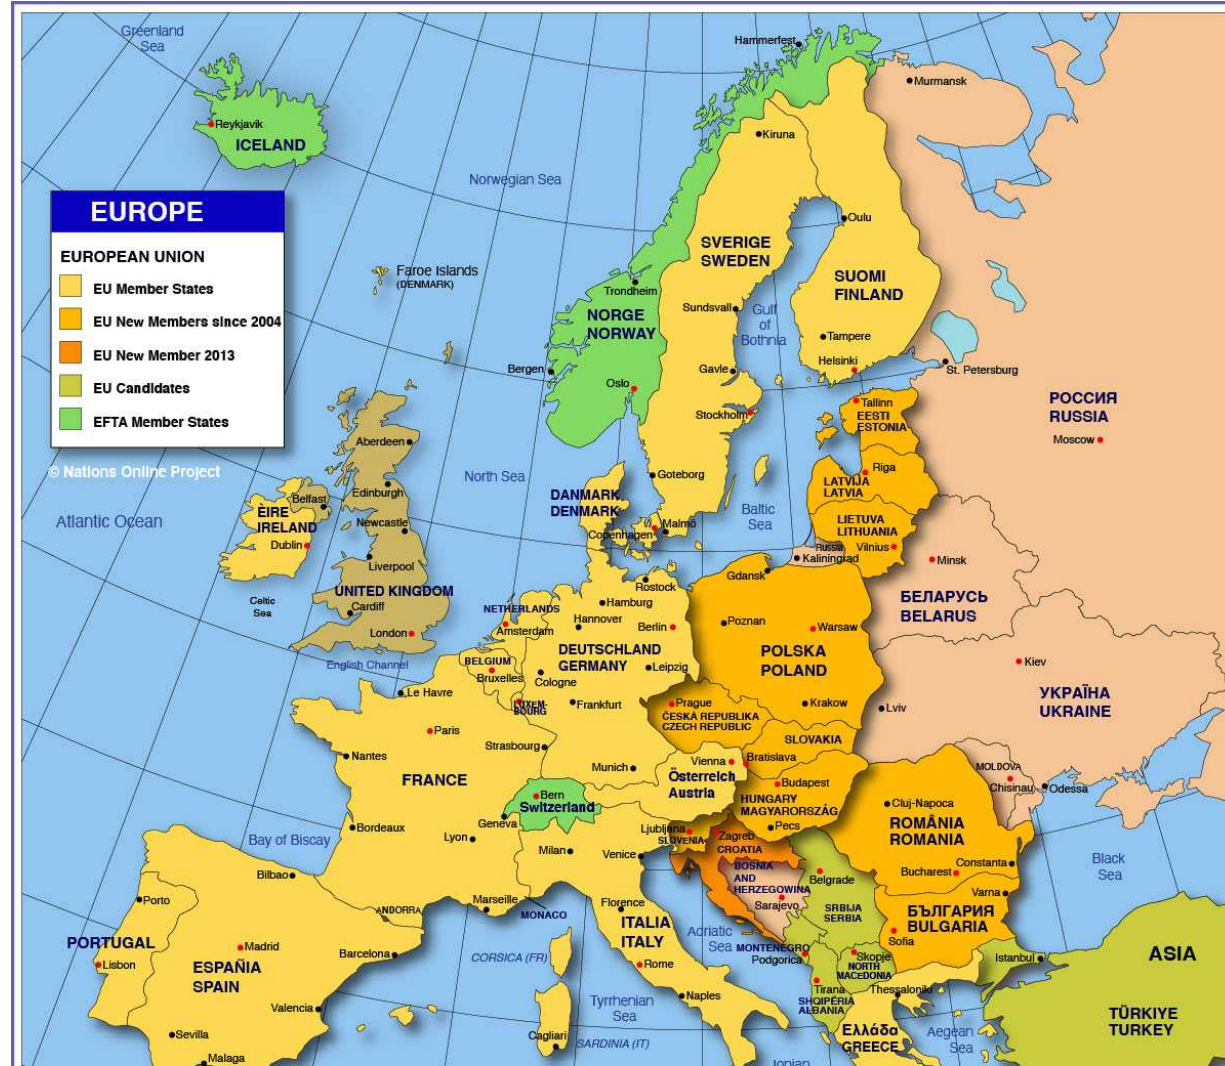 Greenland
Sea
Hammerfest
Murmansk
Reykjavik
ICELAND
Kiruna
Norwegian Sea
EUROPE
EUROPEAN UNION
EU Member States
EU New Members since 2004
EU New Member 2013
EU Candidates
EFTA Member States
© Nations Online Project
Faroe Islands
(DENMARK)
Oulu
SVERIGE
SWEDEN
SUOMI
FINLAND
Trondheim
NORGE
NORWAY
Sundsvall
Gulf
of
Bothnia
Tampere
Helsinki
St. Petersburg
Bergen
Oslo
Gavle
Stockholm
Tallinn
EESTI
ESTONIA
РОССИЯ
RUSSIA
Moscow
Aberdeen
North Sea
Goteborg
Riga
LATVIJA
LATVIA
Edinburgh
Belfast
DANMARK
DENMARK
Baltic
Sea
Atlantic Ocean
ÈIRE
IRELAND
Newcastle
Copenhagen
Malmö
LIETUVA
LITHUANIA
Dublin
Vilnius
Russia
Kaliningrad
Minsk
Liverpool
Gdansk
Rostock
UNITED KINGDOM
БЕЛАРУСЬ
BELARUS
Celtic
Sea
Cardiff
NETHERLANDS
Hamburg
Hannover
Amsterdam
Berlin
Poznan
Warsaw
London
English Channel
BELGIUM
Bruxelles
DEUTSCHLAND
GERMANY
Leipzig
POLSKA
POLAND
Kiev
Cologne
Le Havre
LUXEM-
BOURG
Frankfurt
Prague
ČESKÁ REPUBLIKA
CZECH REPUBLIC
Krakow
Lviv
УКРАЇНА
UKRAINE
Paris
Strasbourg
SLOVAKIA
Nantes
Munich
Vienna
Bratislava
Österreich
Austria
MOLDOVA
Chisinau
Odessa
FRANCE
Bern
Switzerland
Budapest
HUNGARY
MAGYARORSZÁG
Cluj-Napoca
ROMÂNIA
ROMANIA
Geneva
Bordeaux
Lyon
Ljubljana
SLOVENIA
Pecs
Zagreb
CROATIA
Bay of Biscay
Milan
Venice
BOSNIA
AND
HERZEGOWINA
Belgrade
Bucharest
Constanta
Black
Sea
Bilbao
Sarajevo
Varna
Porto
ANDORRA
Marseille
MONACO
Florence
SRBIJA
SERBIA
БЪЛГАРИЯ
BULGARIA
PORTUGAL
Madrid
Barcelona
ITALIA
ITALY
Adriatic
Sea
MONTENEGRO
Podgorica
Sofia
Lisbon
CORSICA (FR)
Rome
Skopje
NORTH
MACEDONIA
Istanbul
ASIA
ESPAÑIA
SPAIN
Tirana
SHQIPËRIA
ALBANIA
Thessaloniki
Valencia
Tyrrhenian
Sea
Naples
Sevilla
Cagliari
SARDINIA (IT)
Ελλάδα
GREECE
Aegean
Sea
TÜRKIYE
TURKEY
Malaga
Ionian